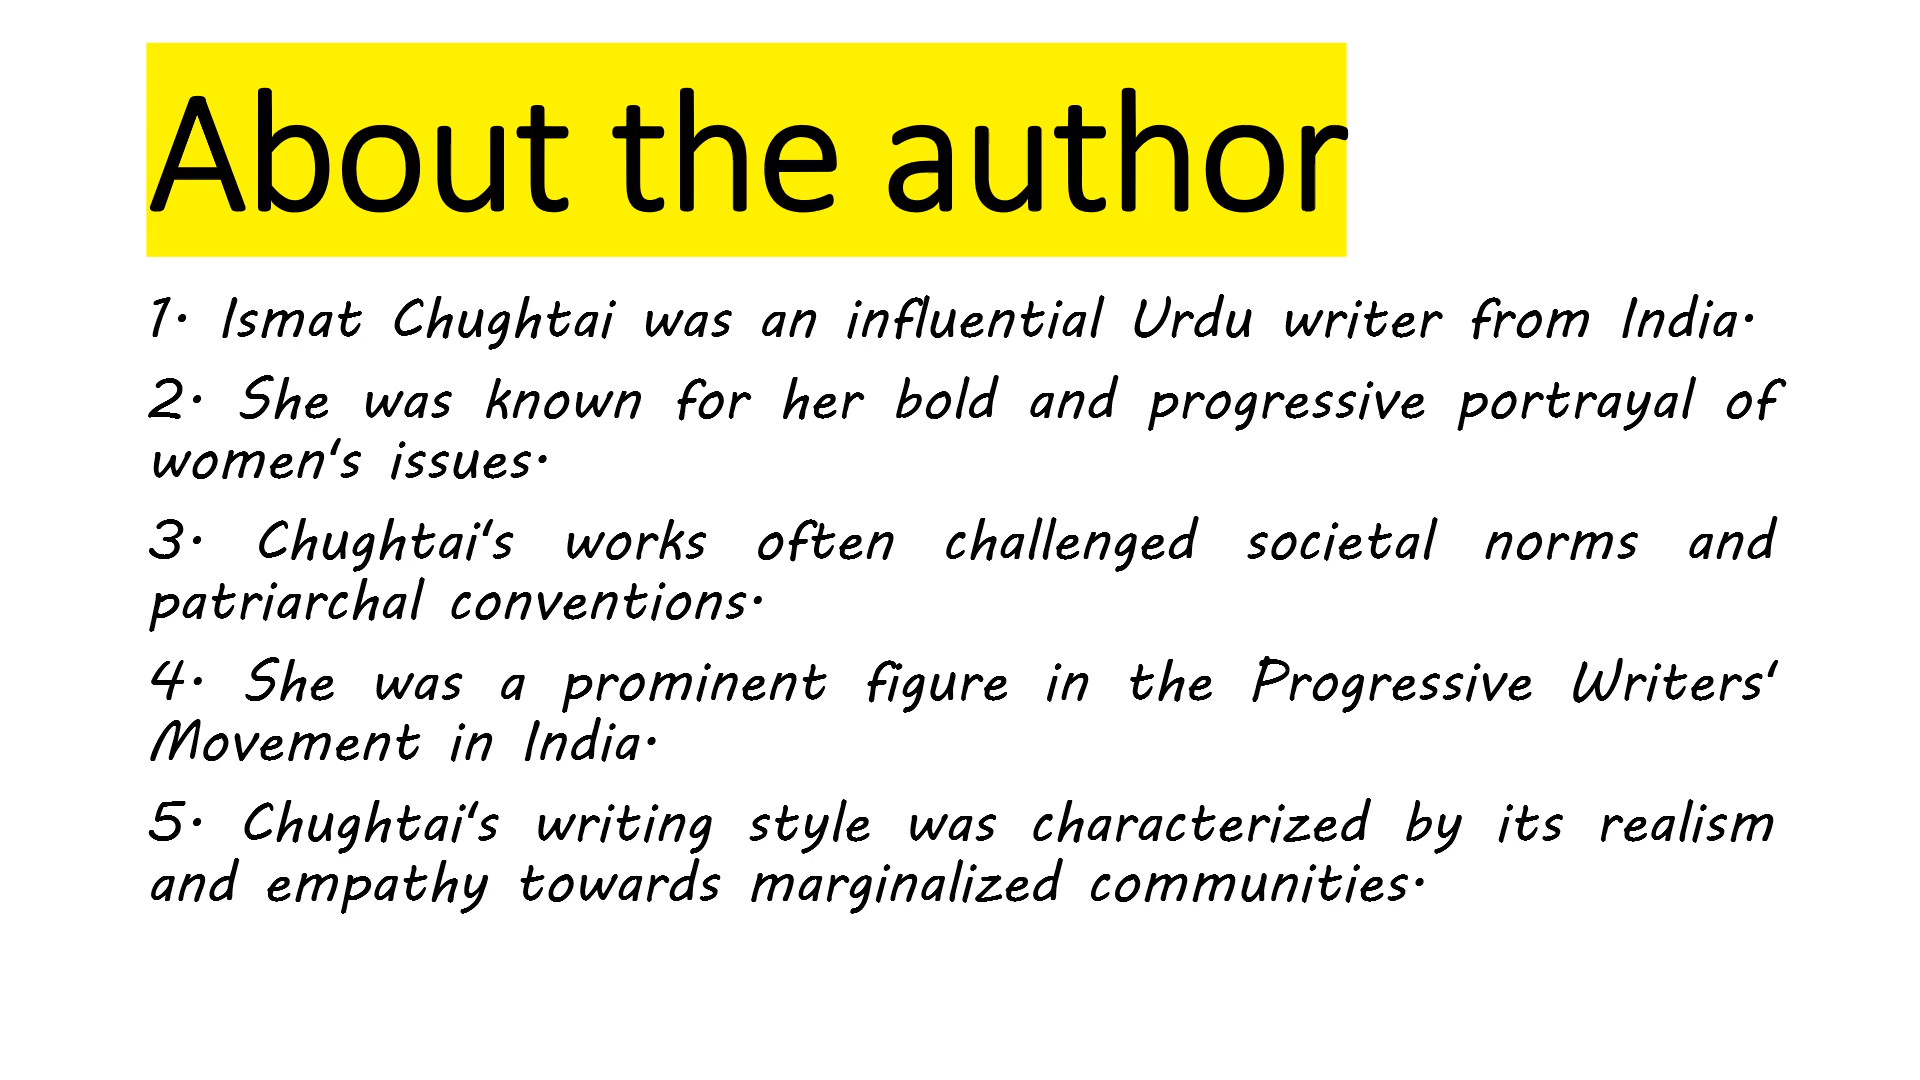 About the author
1. Ismat Chughtai was an influential Urdu writer from India.
2. She was known for her bold and progressive portrayal of
women's issues.
3. Chughtai's works often challenged societal norms and
patriarchal conventions.
4. She was a prominent figure in the Progressive Writers'
Movement in India.
5. Chughtai's writing style was characterized by its realism
and empathy towards marginalized communities.